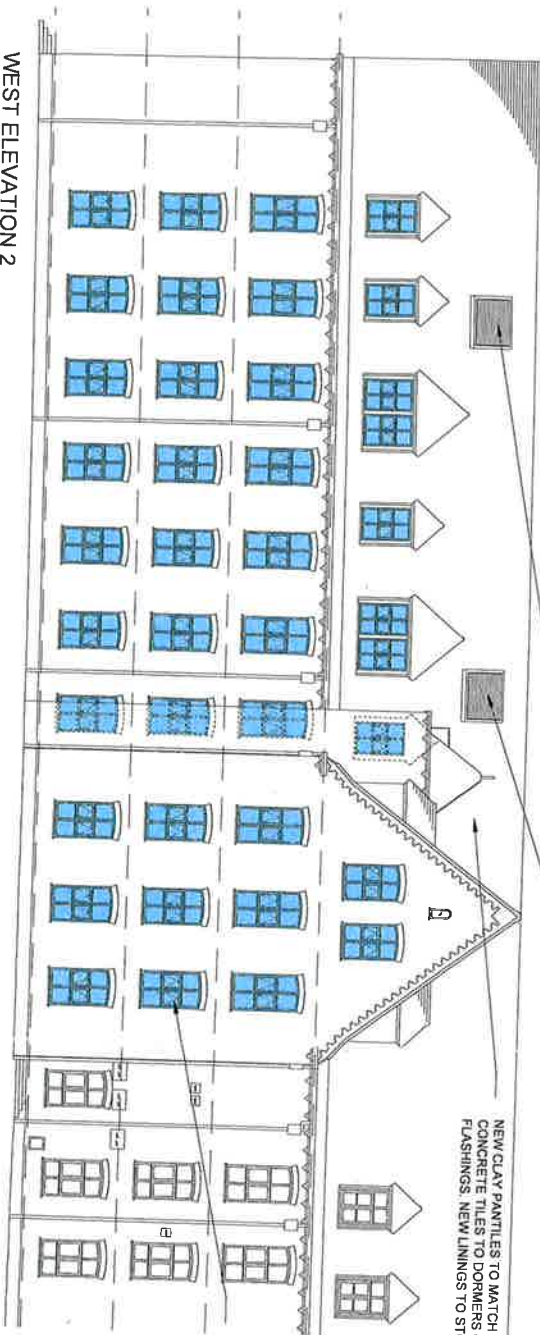 NEW CLAY PANTILES TO MATCH
CONCRETE TILES TO DORMERS
FLASHINGS. NEW LININGS TO ST
WEST ELEVATION 2